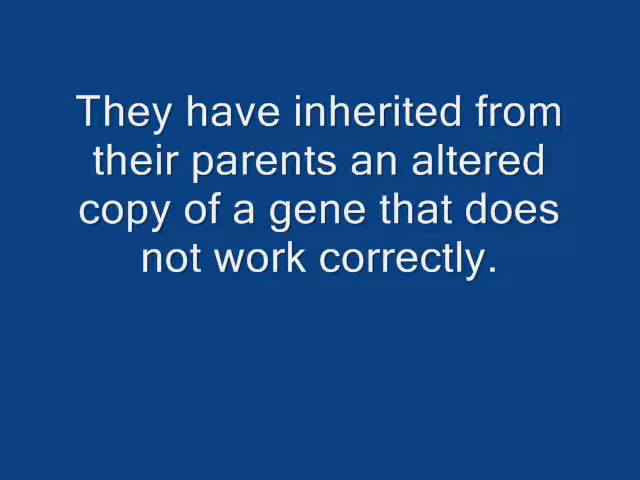 They have inherited from
their parents an altered
copy of a gene that does
not work correctly.